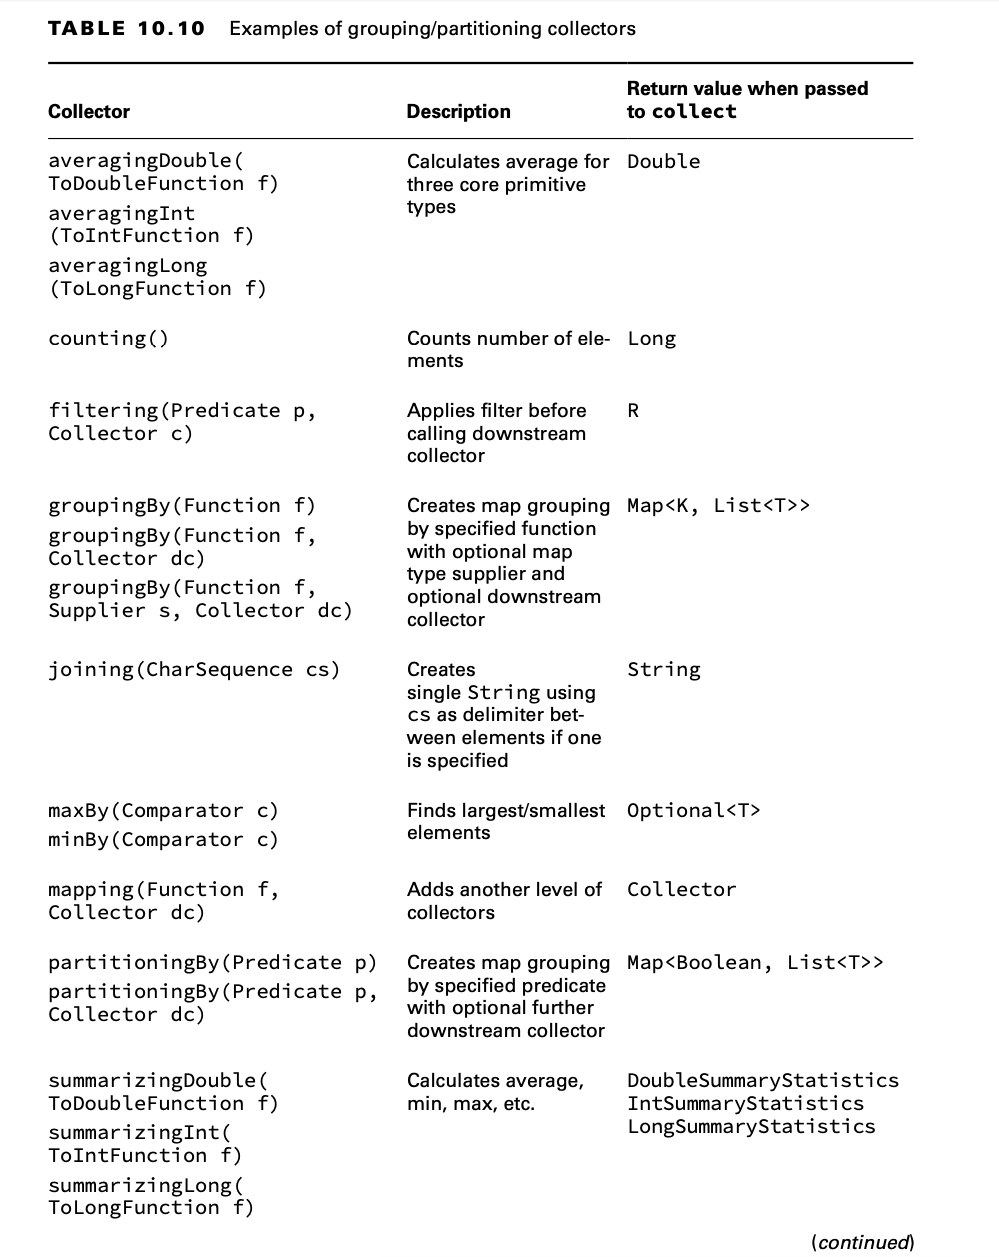 TABLE 10.10 Examples of grouping/partitioning collectors
Collector
Description
Return value when passed
to collect
averagingDouble(
ToDoubleFunction f)
averagingInt
(ToIntFunction f)
averagingLong
(ToLongFunction f)
Calculates average for
three core primitive
types
Double
counting()
Counts number of ele-
ments
Long
filtering(Predicate p,
Collector c)
Applies filter before
calling downstream
collector
R
groupingBy(Function f)
groupingBy(Function f,
Collector dc)
groupingBy(Function f,
Supplier s, Collector dc)
Creates map grouping
by specified function
with optional map
type supplier and
optional downstream
collector
Map<K, List<T>>
joining(CharSequence cs)
Creates
single String using
cs as delimiter bet-
ween elements if one
is specified
String
maxBy(Comparator c)
minBy(Comparator c)
Finds largest/smallest
elements
Optional<T>
mapping(Function f,
Collector dc)
Adds another level of
collectors
Collector
partitioningBy(Predicate p)
partitioningBy(Predicate p,
Collector dc)
Creates map grouping
by specified predicate
with optional further
downstream collector
Map<Boolean, List<T>>
summarizingDouble(
ToDoubleFunction f)
summarizingInt(
ToIntFunction f)
summarizingLong(
ToLongFunction f)
Calculates average,
min, max, etc.
DoubleSummaryStatistics
IntSummaryStatistics
LongSummaryStatistics
(continued)